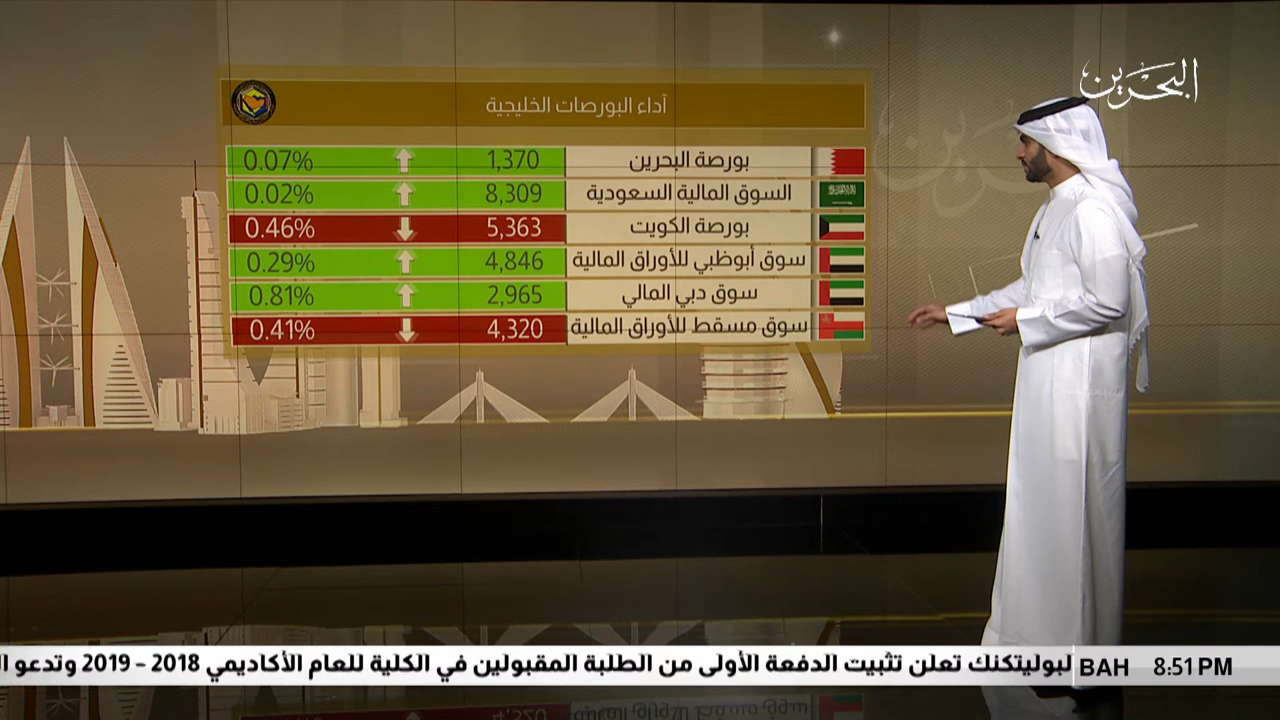 البحرين
آداء البورصات الخليجية
بورصة البحرين 1,370 0.07%
السوق المالية السعودية 8,309 0.02%
بورصة الكويت 5,363 0.46%
سوق أبوظبي للأوراق المالية 4,846 0.29%
سوق دبي المالي 2,965 0.81%
سوق مسقط للأوراق المالية 4,320 0.41%
لبوليتكنك تعلن تثبيت الدفعة الأولى من الطلبة المقبولين في الكلية للعام الأكاديمي 2018 - 2019 وتدعو ال
BAH 8:51 PM